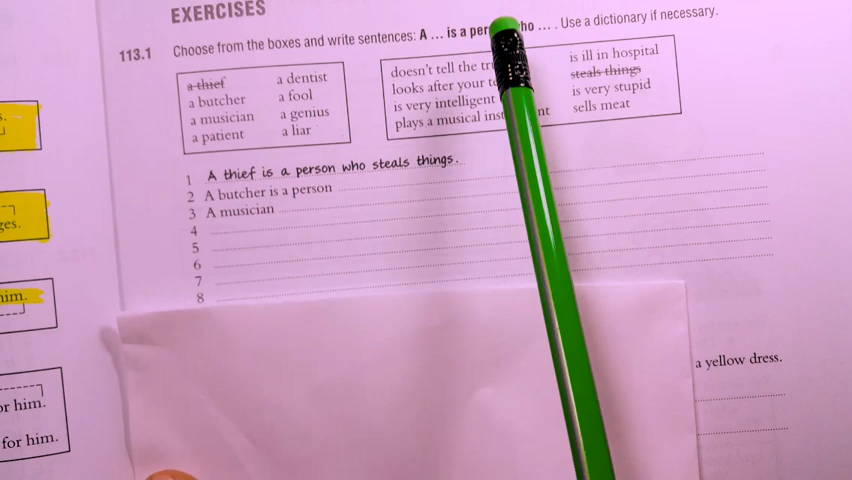 EXERCISES
113.1 Choose from the boxes and write sentences: A ... is a per ho .... Use a dictionary if necessary.
a thief
a butcher
a musician
a patient
a dentist
a fool
a genius
a liar
doesn't tell the tr
looks after your te
is very intelligent
plays a musical inst nt
is ill in hospital
steals things
is very stupid
sells meat
1 A thief is a person who steals things.
2 A butcher is a person
3 A musician
4
5
6
7
8
s.
ges.
him.
or him.
for him.
a yellow dress.